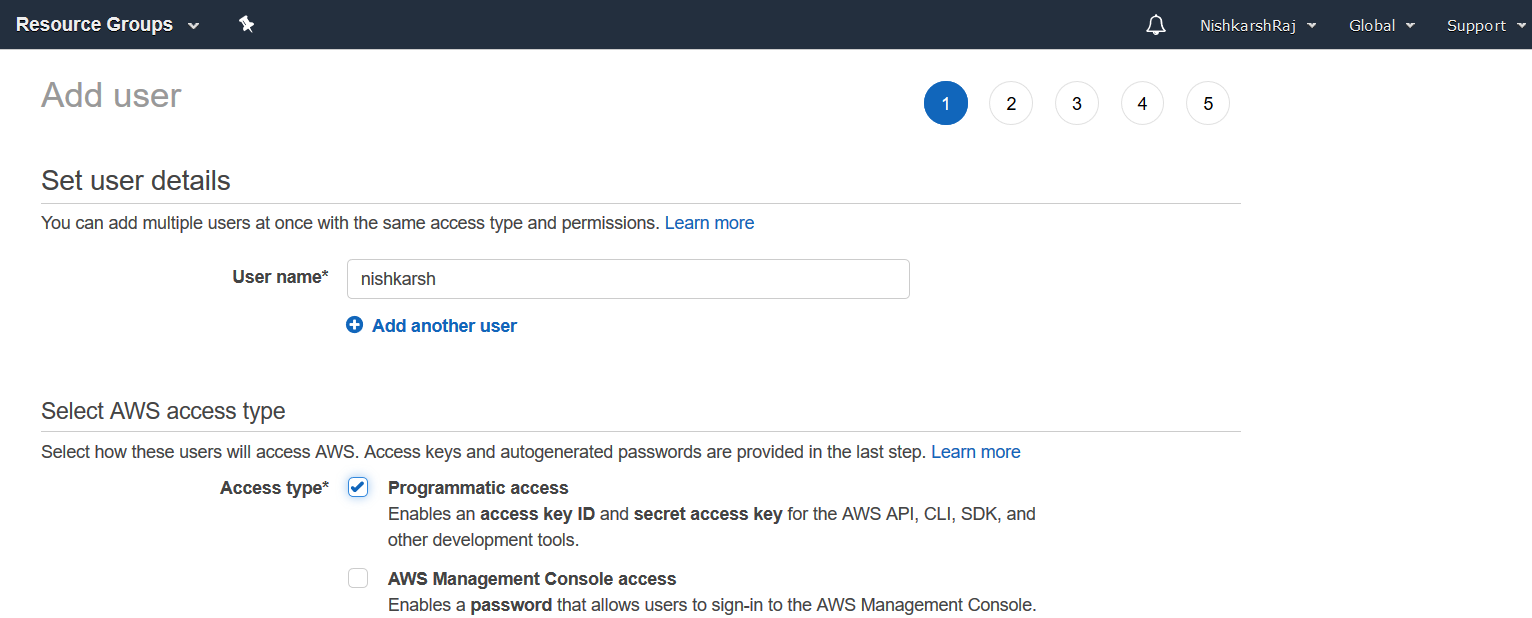 Resource Groups NishkarshRaj Global Support
Add user 1 2 3 4 5
Set user details
You can add multiple users at once with the same access type and permissions. Learn more
User name* nishkarsh
Add another user
Select AWS access type
Select how these users will access AWS. Access keys and autogenerated passwords are provided in the last step. Learn more
Access type* Programmatic access
Enables an access key ID and secret access key for the AWS API, CLI, SDK, and
other development tools.
AWS Management Console access
Enables a password that allows users to sign-in to the AWS Management Console.